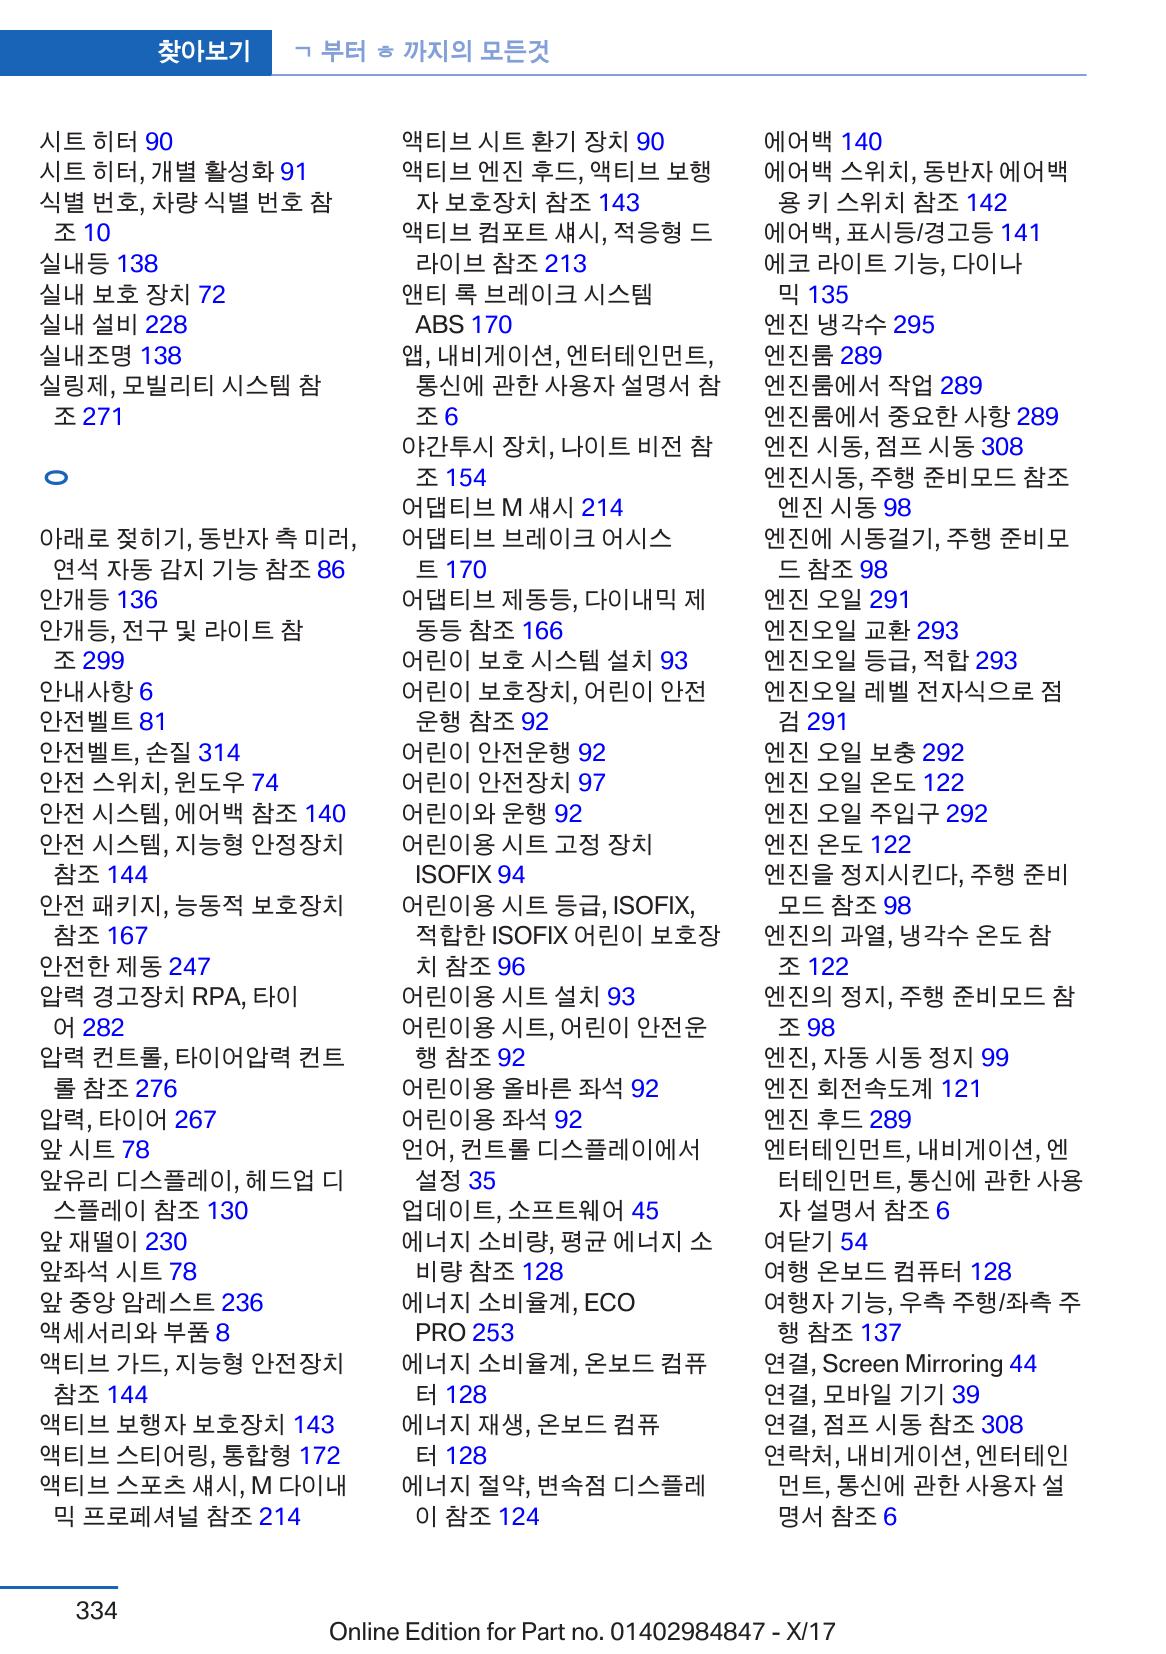 찾아보기
ㄱ 부터 ㅎ 까지의 모든것
시트 히터 90
시트 히터, 개별 활성화 91
식별 번호, 차량 식별 번호 참
조 10
실내등 138
실내 보호 장치 72
실내 설비 228
실내조명 138
실링제, 모빌리티 시스템 참
조 271
ㅇ
아래로 젖히기, 동반자 측 미러,
연석 자동 감지 기능 참조 86
안개등 136
안개등, 전구 및 라이트 참
조 299
안내사항 6
안전벨트 81
안전벨트, 손질 314
안전 스위치, 윈도우 74
안전 시스템, 에어백 참조 140
안전 시스템, 지능형 안정장치
참조 144
안전 패키지, 능동적 보호장치
참조 167
안전한 제동 247
압력 경고장치 RPA, 타이
어 282
압력 컨트롤, 타이어압력 컨트
롤 참조 276
압력, 타이어 267
앞 시트 78
앞유리 디스플레이, 헤드업 디
스플레이 참조 130
앞 재떨이 230
앞좌석 시트 78
앞 중앙 암레스트 236
액세서리와 부품 8
액티브 가드, 지능형 안전장치
참조 144
액티브 보행자 보호장치 143
액티브 스티어링, 통합형 172
액티브 스포츠 섀시, M 다이내
믹 프로페셔널 참조 214
액티브 시트 환기 장치 90
액티브 엔진 후드, 액티브 보행
자 보호장치 참조 143
액티브 컴포트 섀시, 적응형 드
라이브 참조 213
앤티 록 브레이크 시스템
ABS 170
앱, 내비게이션, 엔터테인먼트,
통신에 관한 사용자 설명서 참
조 6
야간투시 장치, 나이트 비전 참
조 154
어댑티브 M 섀시 214
어댑티브 브레이크 어시스
트 170
어댑티브 제동등, 다이내믹 제
동등 참조 166
어린이 보호 시스템 설치 93
어린이 보호장치, 어린이 안전
운행 참조 92
어린이 안전운행 92
어린이 안전장치 97
어린이와 운행 92
어린이용 시트 고정 장치
ISOFIX 94
어린이용 시트 등급, ISOFIX,
적합한 ISOFIX 어린이 보호장
치 참조 96
어린이용 시트 설치 93
어린이용 시트, 어린이 안전운
행 참조 92
어린이용 올바른 좌석 92
어린이용 좌석 92
언어, 컨트롤 디스플레이에서
설정 35
업데이트, 소프트웨어 45
에너지 소비량, 평균 에너지 소
비량 참조 128
에너지 소비율계, ECO
PRO 253
에너지 소비율계, 온보드 컴퓨
터 128
에너지 재생, 온보드 컴퓨
터 128
에너지 절약, 변속점 디스플레
이 참조 124
에어백 140
에어백 스위치, 동반자 에어백
용 키 스위치 참조 142
에어백, 표시등/경고등 141
에코 라이트 기능, 다이나
믹 135
엔진 냉각수 295
엔진룸 289
엔진룸에서 작업 289
엔진룸에서 중요한 사항 289
엔진 시동, 점프 시동 308
엔진시동, 주행 준비모드 참조
엔진 시동 98
엔진에 시동걸기, 주행 준비모
드 참조 98
엔진 오일 291
엔진오일 교환 293
엔진오일 등급, 적합 293
엔진오일 레벨 전자식으로 점
검 291
엔진 오일 보충 292
엔진 오일 온도 122
엔진 오일 주입구 292
엔진 온도 122
엔진을 정지시킨다, 주행 준비
모드 참조 98
엔진의 과열, 냉각수 온도 참
조 122
엔진의 정지, 주행 준비모드 참
조 98
엔진, 자동 시동 정지 99
엔진 회전속도계 121
엔진 후드 289
엔터테인먼트, 내비게이션, 엔
터테인먼트, 통신에 관한 사용
자 설명서 참조 6
여닫기 54
여행 온보드 컴퓨터 128
여행자 기능, 우측 주행/좌측 주
행 참조 137
연결, Screen Mirroring 44
연결, 모바일 기기 39
연결, 점프 시동 참조 308
연락처, 내비게이션, 엔터테인
먼트, 통신에 관한 사용자 설
명서 참조 6
334
Online Edition for Part no. 01402984847 - X/17